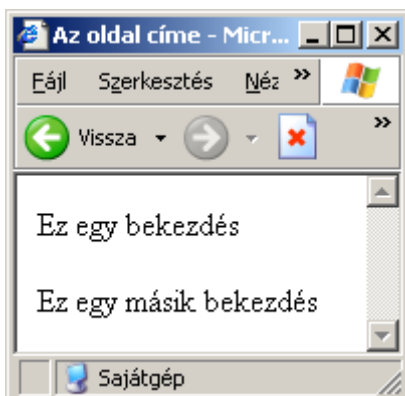 Az oldal címe - Micr...
Fájl Szerkesztés Néz »
Vissza »
Ez egy bekezdés
Ez egy másik bekezdés
Sajátgép